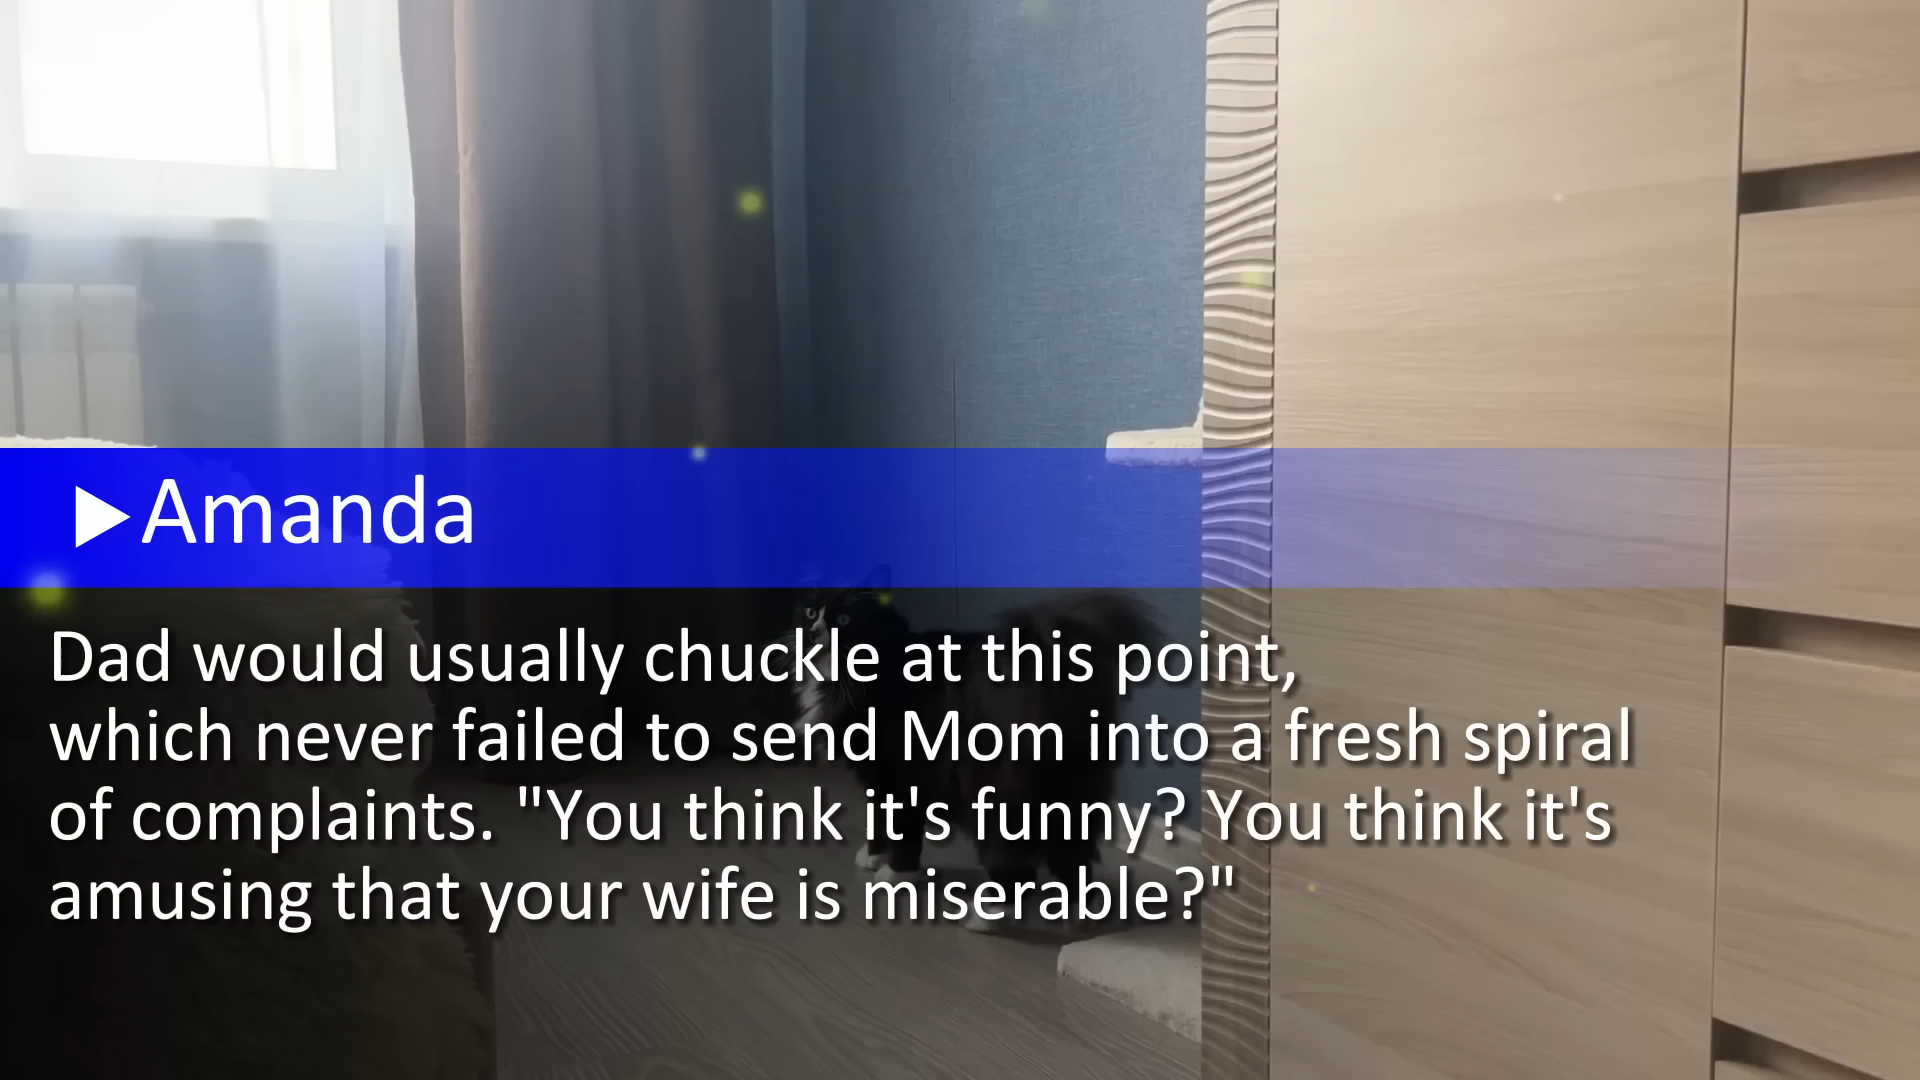 Amanda
Dad would usually chuckle at this point,
which never failed to send Mom into a fresh spiral
of complaints. "You think it's funny? You think it's
amusing that your wife is miserable?"